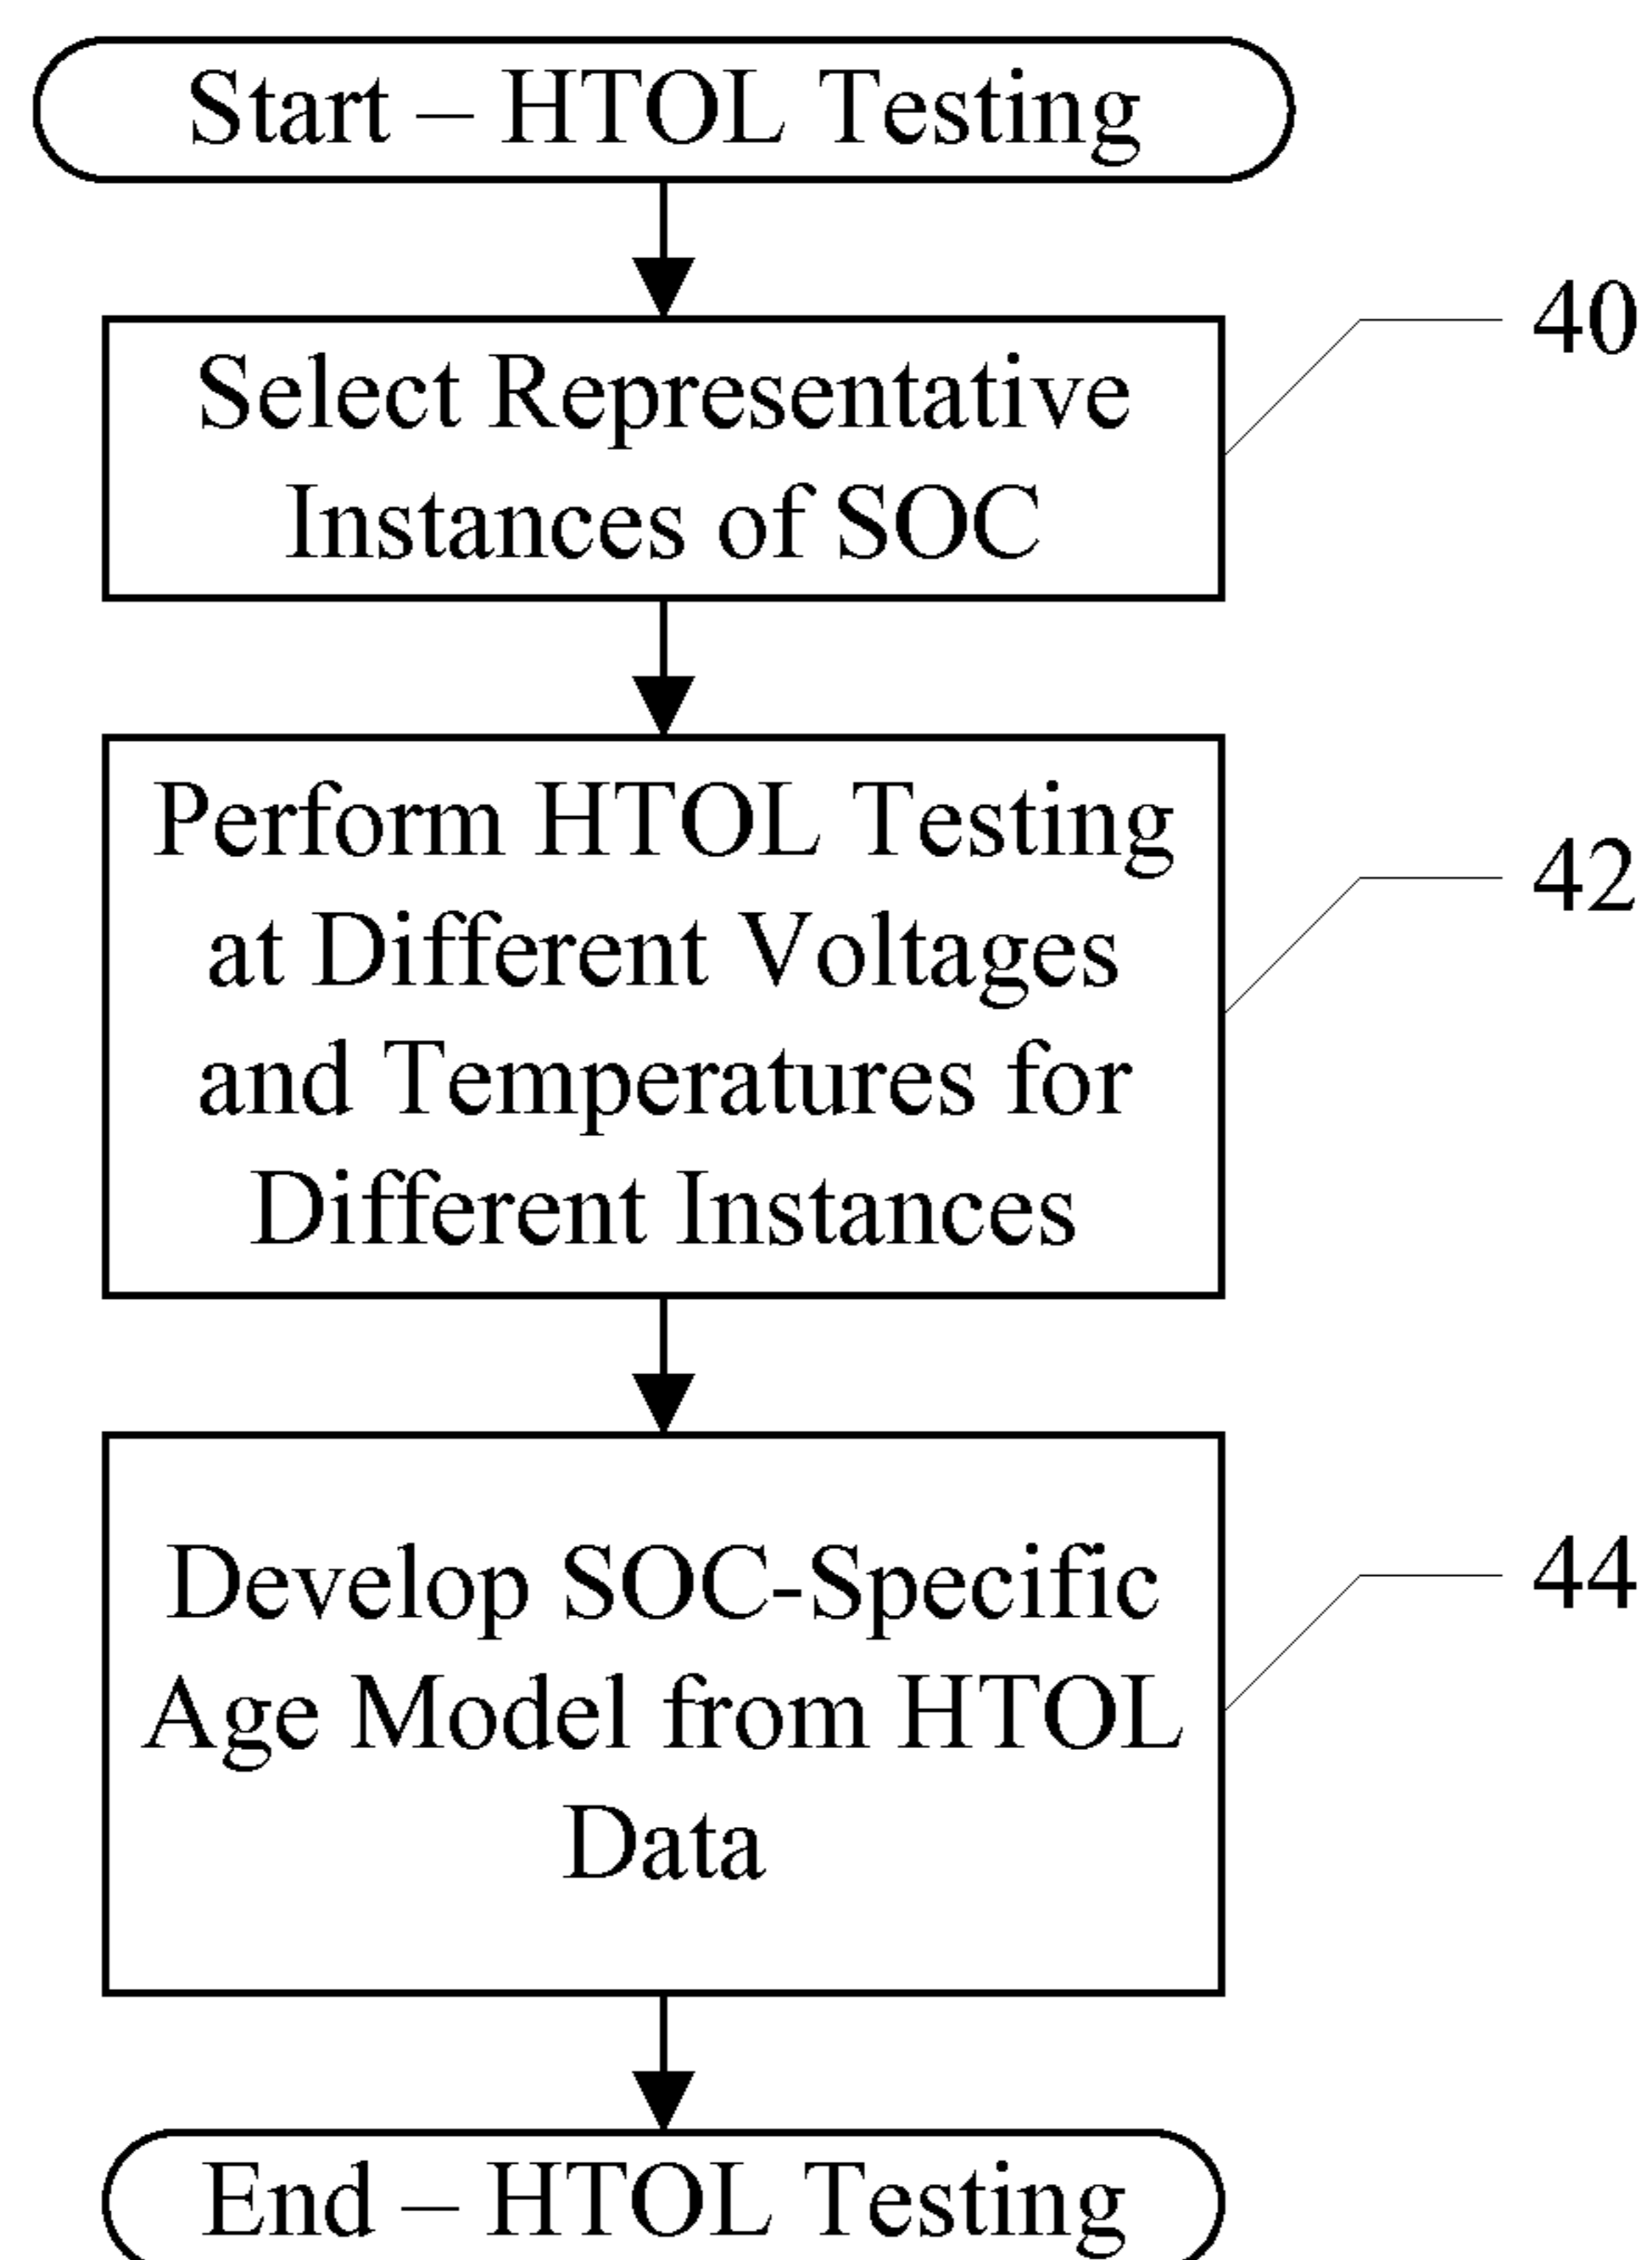 Start – HTOL Testing
40
Select Representative
Instances of SOC
42
Perform HTOL Testing
at Different Voltages
and Temperatures for
Different Instances
44
Develop SOC-Specific
Age Model from HTOL
Data
End – HTOL Testing